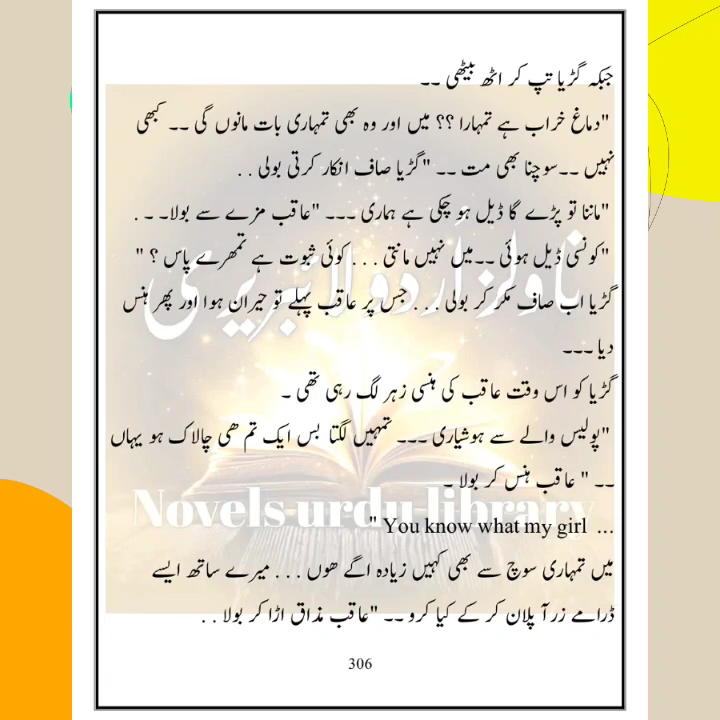 جبکہ گڑیا تپ کر اٹھ بیٹھی ۔۔
"دماغ خراب ہے تمہارا ؟؟ میں اور وہ بھی تمہاری بات مانوں گی ۔۔ کبھی
نہیں ۔۔سوچنا بھی مت ۔۔ "گڑیا صاف انکار کرتی بولی . .
"ماننا تو پڑے گا ڈیل ہو چکی ہے ہماری ۔۔۔ "عاقب مزے سے بولا۔ ۔ .
"کونسی ڈیل ہوئی ۔۔میں نہیں مانتی . . . کوئی ثبوت ہے تمھرے پاس ؟ "
گڑیا اب صاف مکر کر بولی . . . جس پر عاقب پہلے تو حیران ہوا اور پھر ہنس
دیا ۔۔۔
گڑیا کو اس وقت عاقب کی ہنسی زہر لگ رہی تھی ۔
"پولیس والے سے ہوشیاری ۔۔۔ تمہیں لگتا بس ایک تم ھی چالاک ہو یہاں
۔۔ " عاقب ہنس کر بولا ۔
" You know what my girl ...
میں تمہاری سوچ سے بھی کہیں زیادہ اگے ھوں . . . میرے ساتھ ایسے
ڈرامے زرآ پلان کر کے کیا کرو ۔۔ "عاقب مذاق اڑا کر بولا . .
ناولز اردو لائبریری
Novels urdu library
306